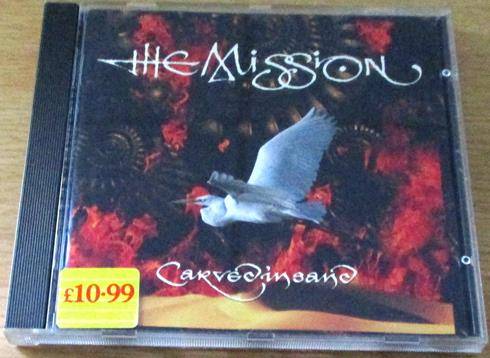 THE MISSION
Carved in Sand
£10·99